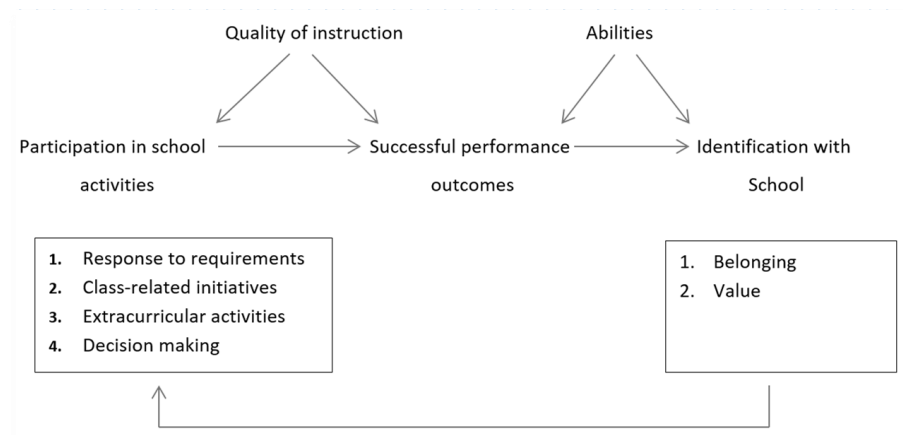 Quality of instruction
Abilities
Participation in school activities
Successful performance outcomes
Identification with School
1. Response to requirements
2. Class-related initiatives
3. Extracurricular activities
4. Decision making
1. Belonging
2. Value